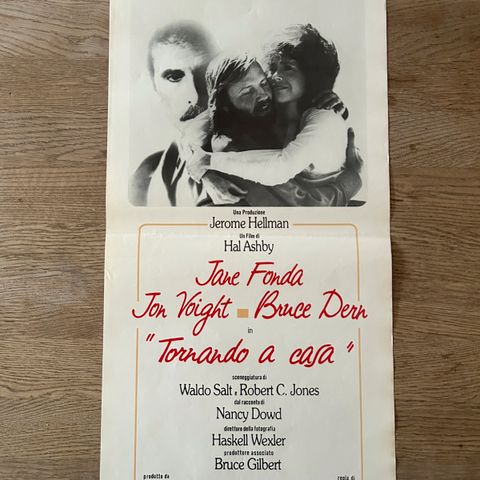 Una Produzione
Jerome Hellman
Un Film di
Hal Ashby
Jane Fonda
Jon Voight Bruce Dern
in
"Tornando a casa"
sceneggiatura di
Waldo Salt e Robert C. Jones
dal racconto di
Nancy Dowd
direttore della fotografia
Haskell Wexler
produttore associato
Bruce Gilbert
prodotto da regia di